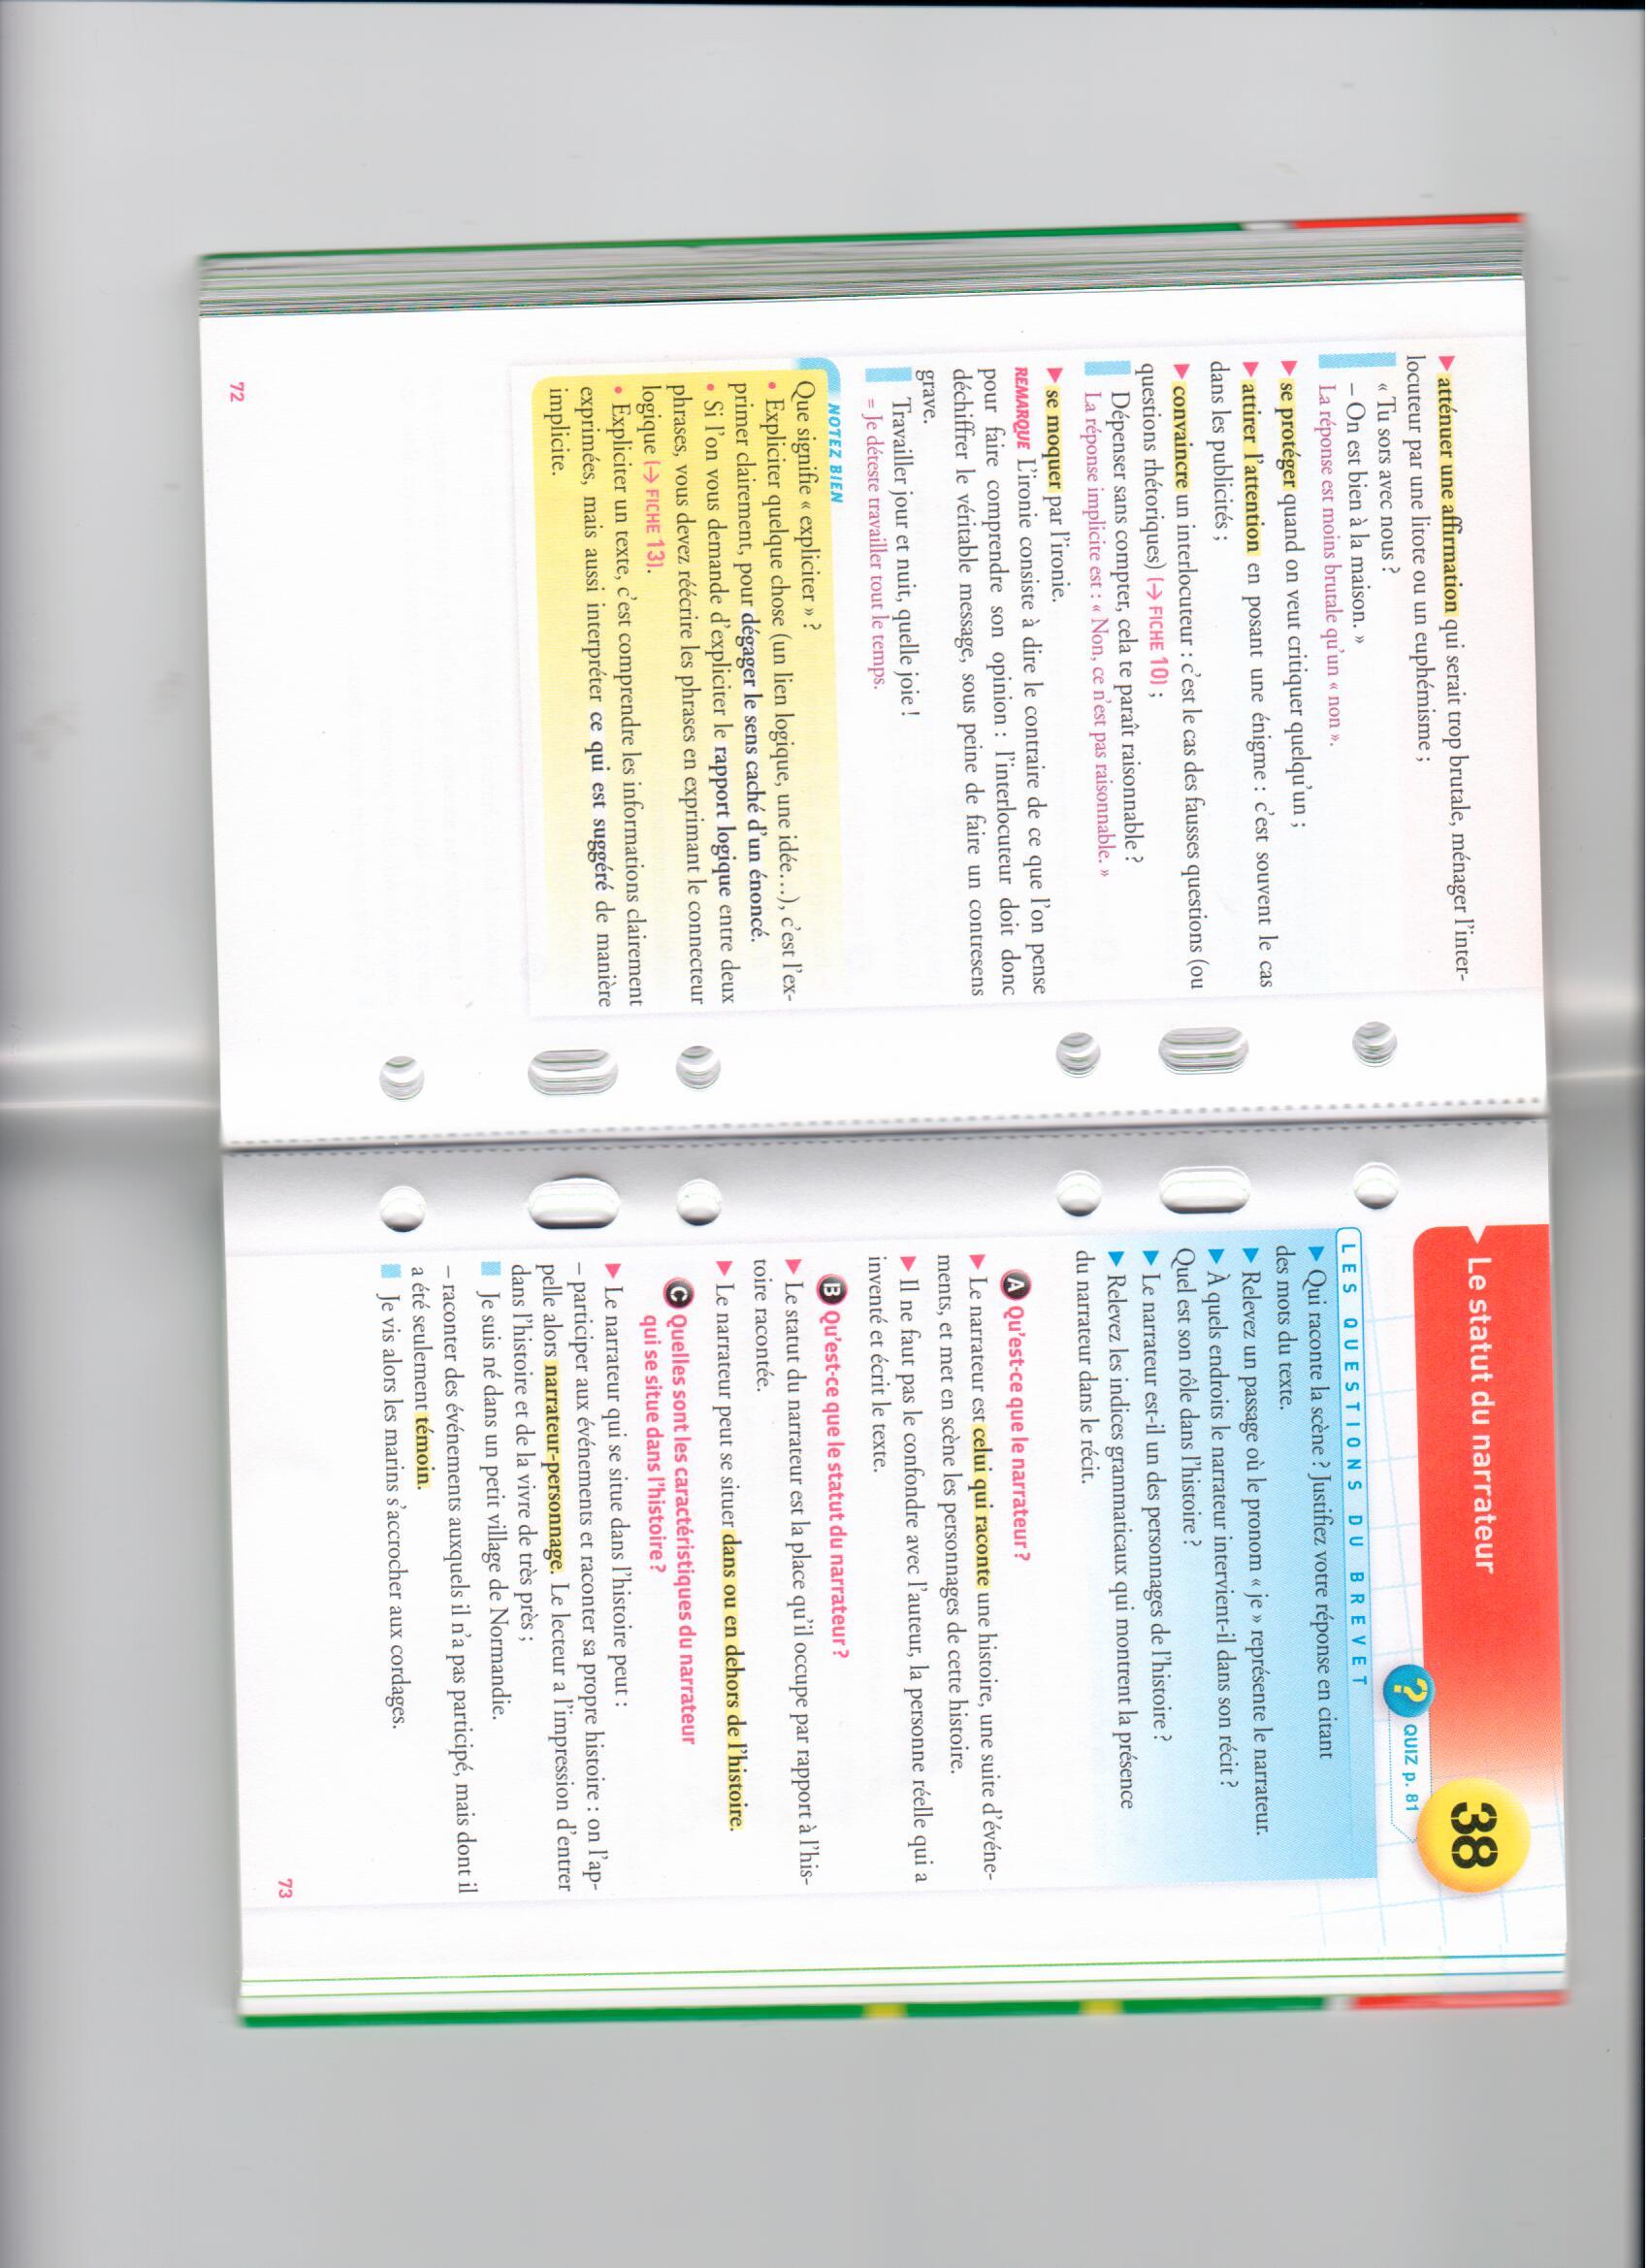 ▶ atténuer une affirmation qui serait trop brutale, ménager l'inter-
locuteur par une litote ou un euphémisme ;
« Tu sors avec nous ?
– On est bien à la maison. »
La réponse est moins brutale qu'un « non ».
▶ se protéger quand on veut critiquer quelqu'un ;
▶ attirer l'attention en posant une énigme : c'est souvent le cas
dans les publicités ;
▶ convaincre un interlocuteur : c'est le cas des fausses questions (ou
questions rhétoriques) (→ FICHE 10) ;
Dépenser sans compter, cela te paraît raisonnable ?
La réponse implicite est : « Non, ce n'est pas raisonnable. »
▶ se moquer par l'ironie.
REMARQUE L'ironie consiste à dire le contraire de ce que l'on pense
pour faire comprendre son opinion : l'interlocuteur doit donc
déchiffrer le véritable message, sous peine de faire un contresens
grave.
Travailler jour et nuit, quelle joie !
= Je déteste travailler tout le temps.
NOTEZ BIEN
Que signifie « expliciter » ?
• Expliciter quelque chose (un lien logique, une idée…), c'est l'ex-
primer clairement, pour dégager le sens caché d'un énoncé.
• Si l'on vous demande d'expliciter le rapport logique entre deux
phrases, vous devez réécrire les phrases en exprimant le connecteur
logique (→ FICHE 13).
• Expliciter un texte, c'est comprendre les informations clairement
exprimées, mais aussi interpréter ce qui est suggéré de manière
implicite.
72
Le statut du narrateur
38
? QUIZ p. 81
LES QUESTIONS DU BREVET
▶ Qui raconte la scène ? Justifiez votre réponse en citant
des mots du texte.
▶ Relevez un passage où le pronom « je » représente le narrateur.
▶ À quels endroits le narrateur intervient-il dans son récit ?
Quel est son rôle dans l'histoire ?
▶ Le narrateur est-il un des personnages de l'histoire ?
▶ Relevez les indices grammaticaux qui montrent la présence
du narrateur dans le récit.
A Qu'est-ce que le narrateur ?
▶ Le narrateur est celui qui raconte une histoire, une suite d'événe-
ments, et met en scène les personnages de cette histoire.
▶ Il ne faut pas le confondre avec l'auteur, la personne réelle qui a
inventé et écrit le texte.
B Qu'est-ce que le statut du narrateur ?
▶ Le statut du narrateur est la place qu'il occupe par rapport à l'his-
toire racontée.
▶ Le narrateur peut se situer dans ou en dehors de l'histoire.
C Quelles sont les caractéristiques du narrateur
qui se situe dans l'histoire ?
▶ Le narrateur qui se situe dans l'histoire peut :
– participer aux événements et raconter sa propre histoire : on l'ap-
pelle alors narrateur-personnage. Le lecteur a l'impression d'entrer
dans l'histoire et de la vivre de très près ;
Je suis né dans un petit village de Normandie.
– raconter des événements auxquels il n'a pas participé, mais dont il
a été seulement témoin.
Je vis alors les marins s'accrocher aux cordages.
73